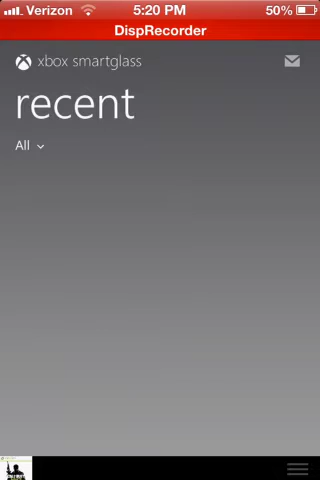 Verizon 5:20 PM 50%
DispRecorder
xbox smartglass
recent
All